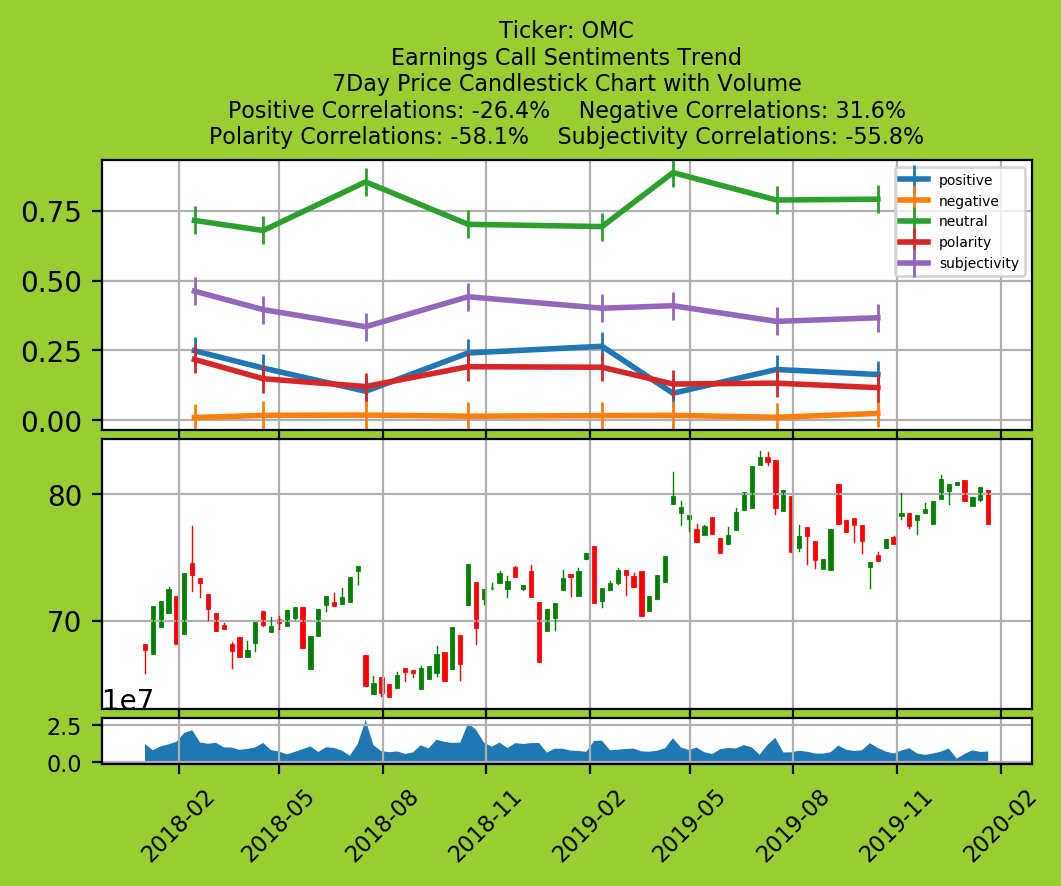 Ticker: OMC
Earnings Call Sentiments Trend
7Day Price Candlestick Chart with Volume
Positive Correlations: -26.4%    Negative Correlations: 31.6%
Polarity Correlations: -58.1%    Subjectivity Correlations: -55.8%
positive
negative
neutral
polarity
subjectivity
0.75
0.50
0.25
0.00
80
70
1e7
2.5
0.0
2018-02
2018-05
2018-08
2018-11
2019-02
2019-05
2019-08
2019-11
2020-02